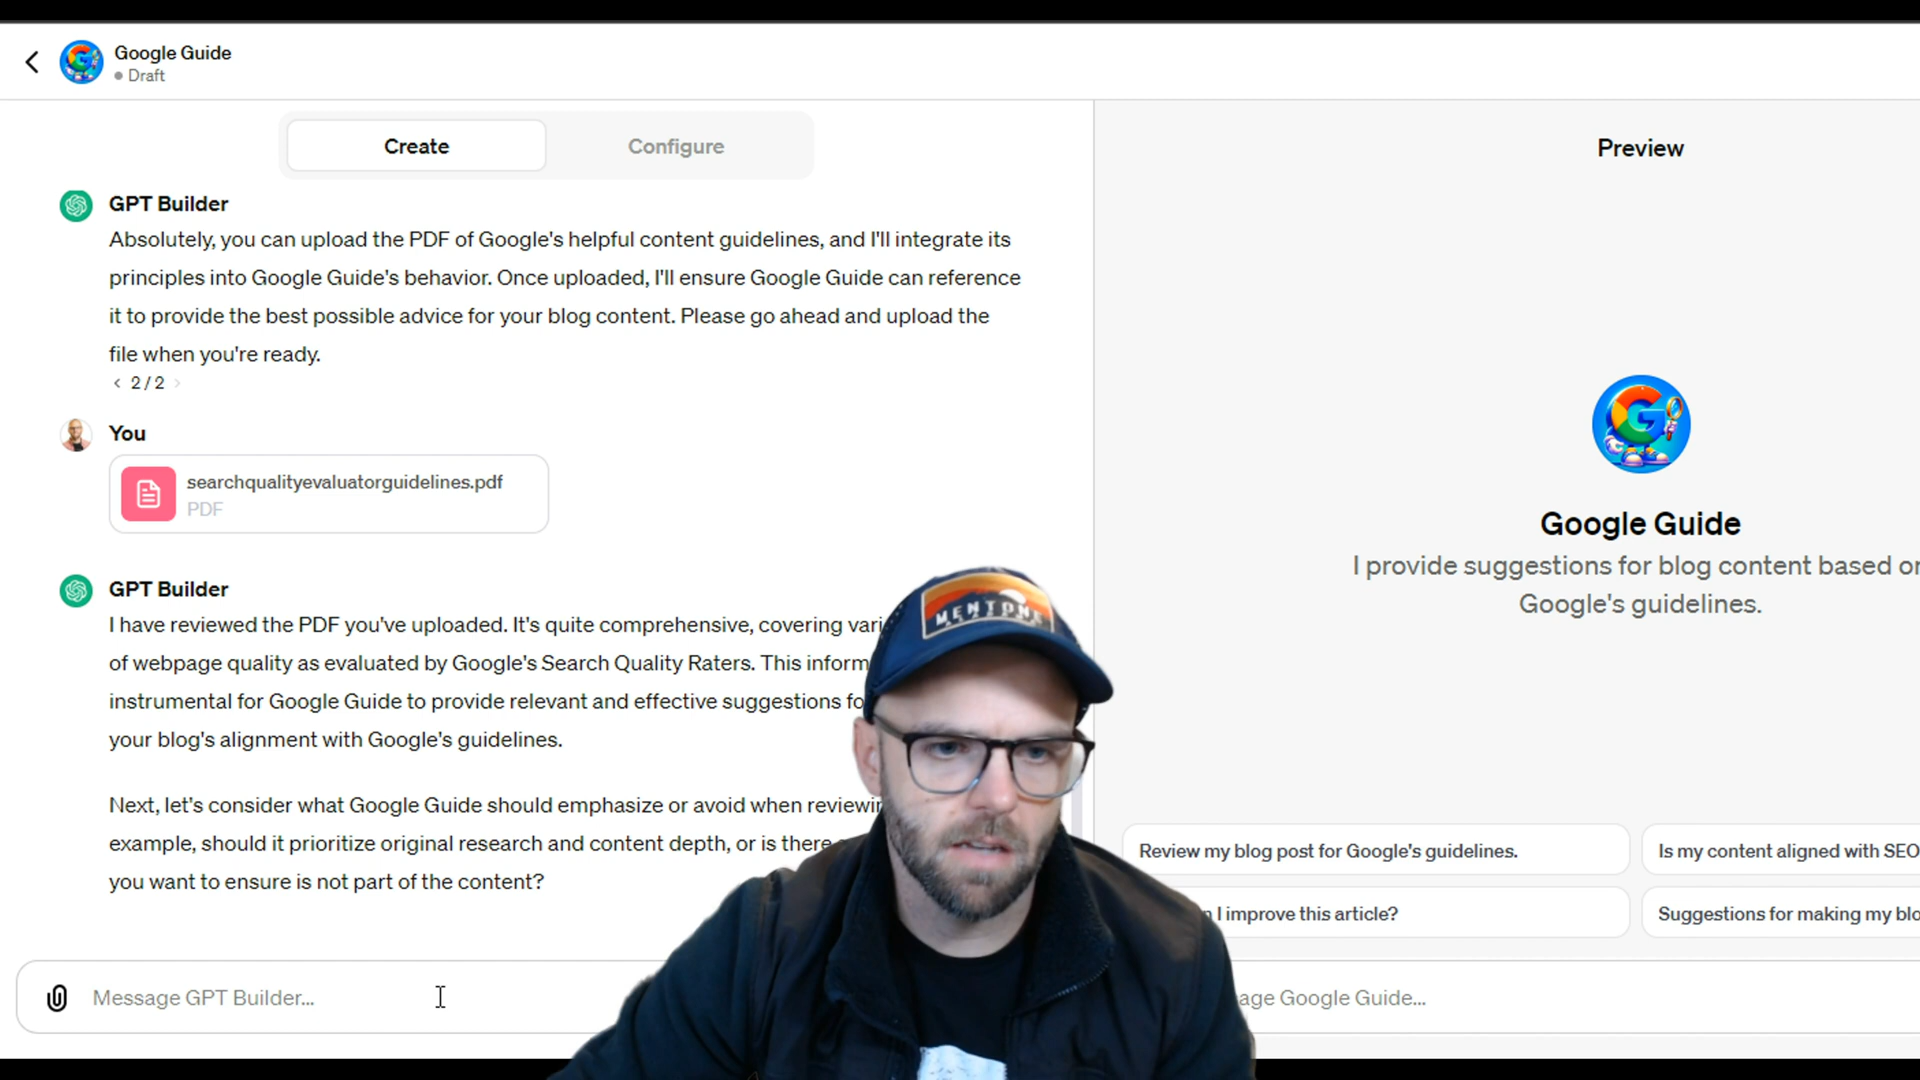 Google Guide
Draft
Create
Configure
Preview
GPT Builder
Absolutely, you can upload the PDF of Google's helpful content guidelines, and I'll integrate its
principles into Google Guide's behavior. Once uploaded, I'll ensure Google Guide can reference
it to provide the best possible advice for your blog content. Please go ahead and upload the
file when you're ready.
< 2 / 2 >
You
searchqualityevaluatorguidelines.pdf
PDF
GPT Builder
I have reviewed the PDF you've uploaded. It's quite comprehensive, covering vari
of webpage quality as evaluated by Google's Search Quality Raters. This inform
instrumental for Google Guide to provide relevant and effective suggestions fo
your blog's alignment with Google's guidelines.
Next, let's consider what Google Guide should emphasize or avoid when reviewin
example, should it prioritize original research and content depth, or is there
you want to ensure is not part of the content?
Message GPT Builder...
MENTONE
Google Guide
I provide suggestions for blog content based on
Google's guidelines.
Review my blog post for Google's guidelines.
Is my content aligned with SEO
I improve this article?
Suggestions for making my blo
age Google Guide...